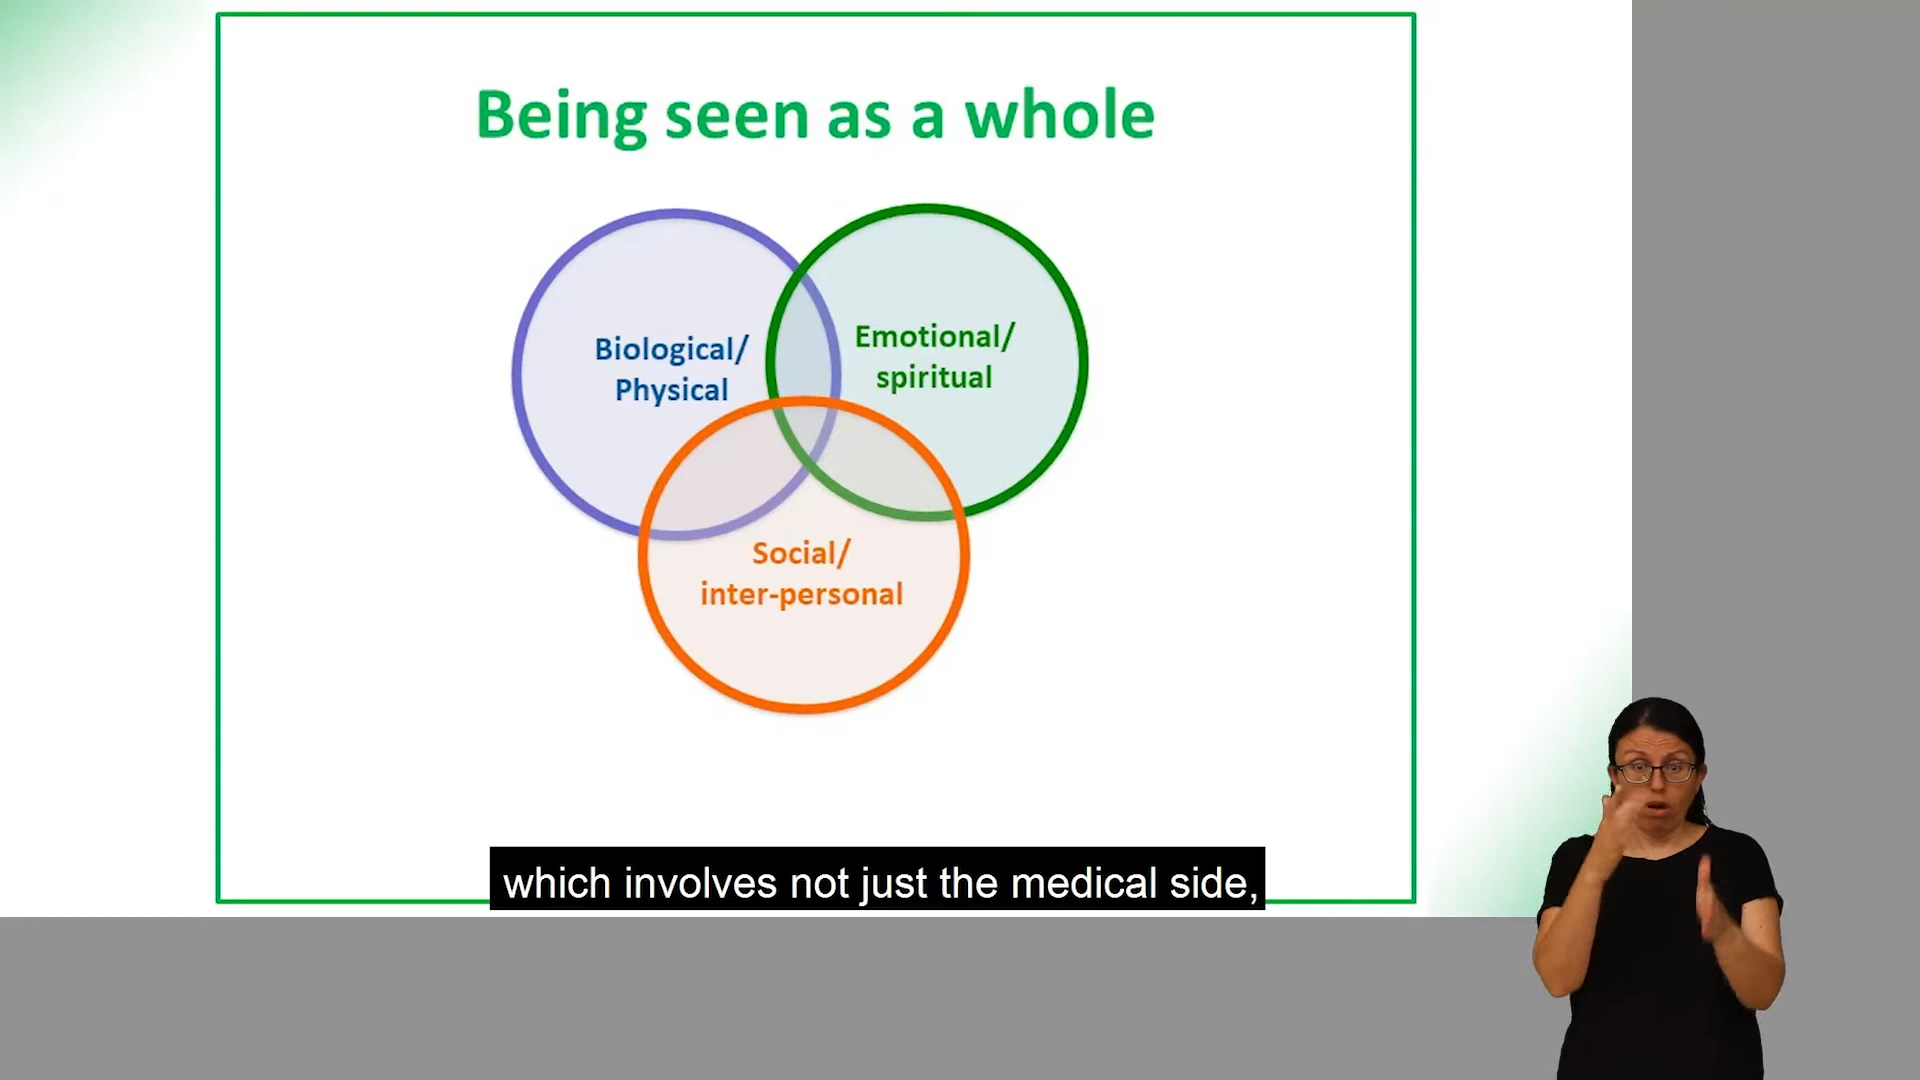 Being seen as a whole
Biological/
Physical
Emotional/
spiritual
Social/
inter-personal
which involves not just the medical side,